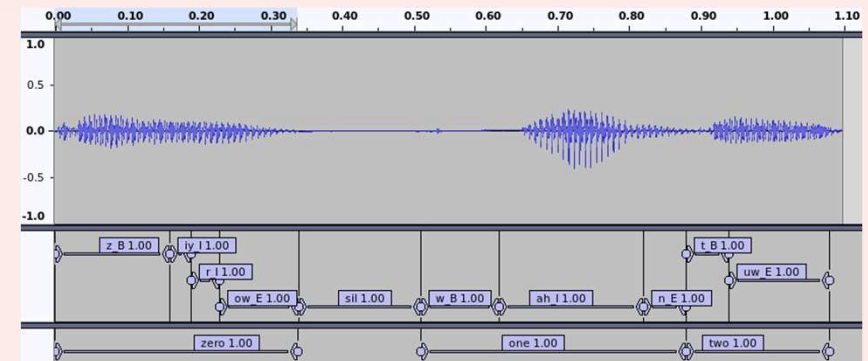 0.00 0.10 0.20 0.30 0.40 0.50 0.60 0.70 0.80 0.90 1.00 1.10
1.0
0.5
0.0
-0.5
-1.0
z_B 1.00 iy_I 1.00 t_B 1.00
r_I 1.00 uw_E 1.00
ow_E 1.00 sil 1.00 w_B 1.00 ah_I 1.00 n_E 1.00
zero 1.00 one 1.00 two 1.00